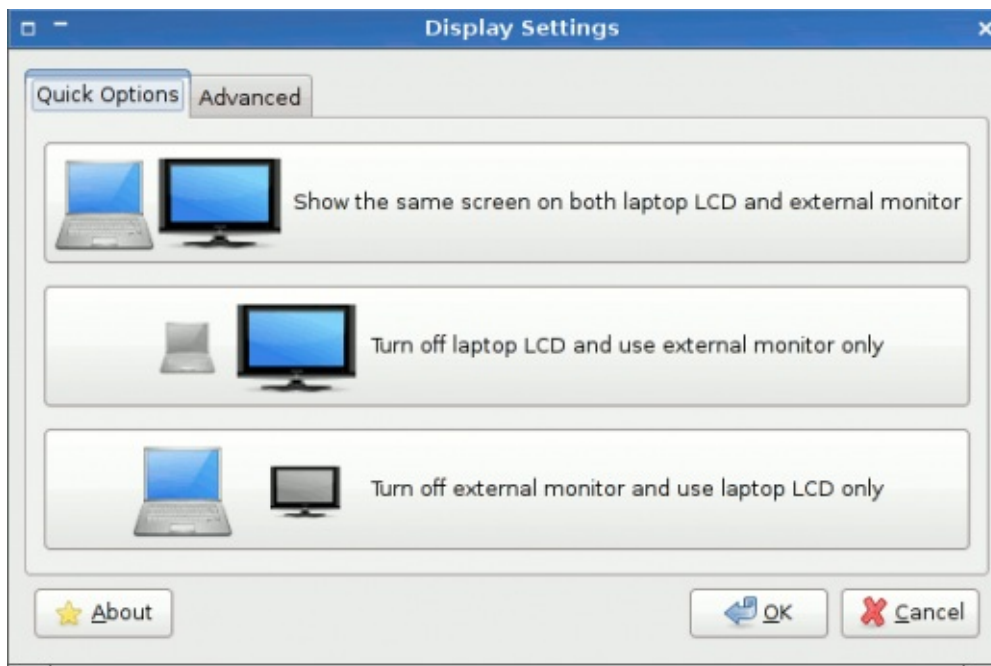 Display Settings
Quick Options Advanced
Show the same screen on both laptop LCD and external monitor
Turn off laptop LCD and use external monitor only
Turn off external monitor and use laptop LCD only
About OK Cancel